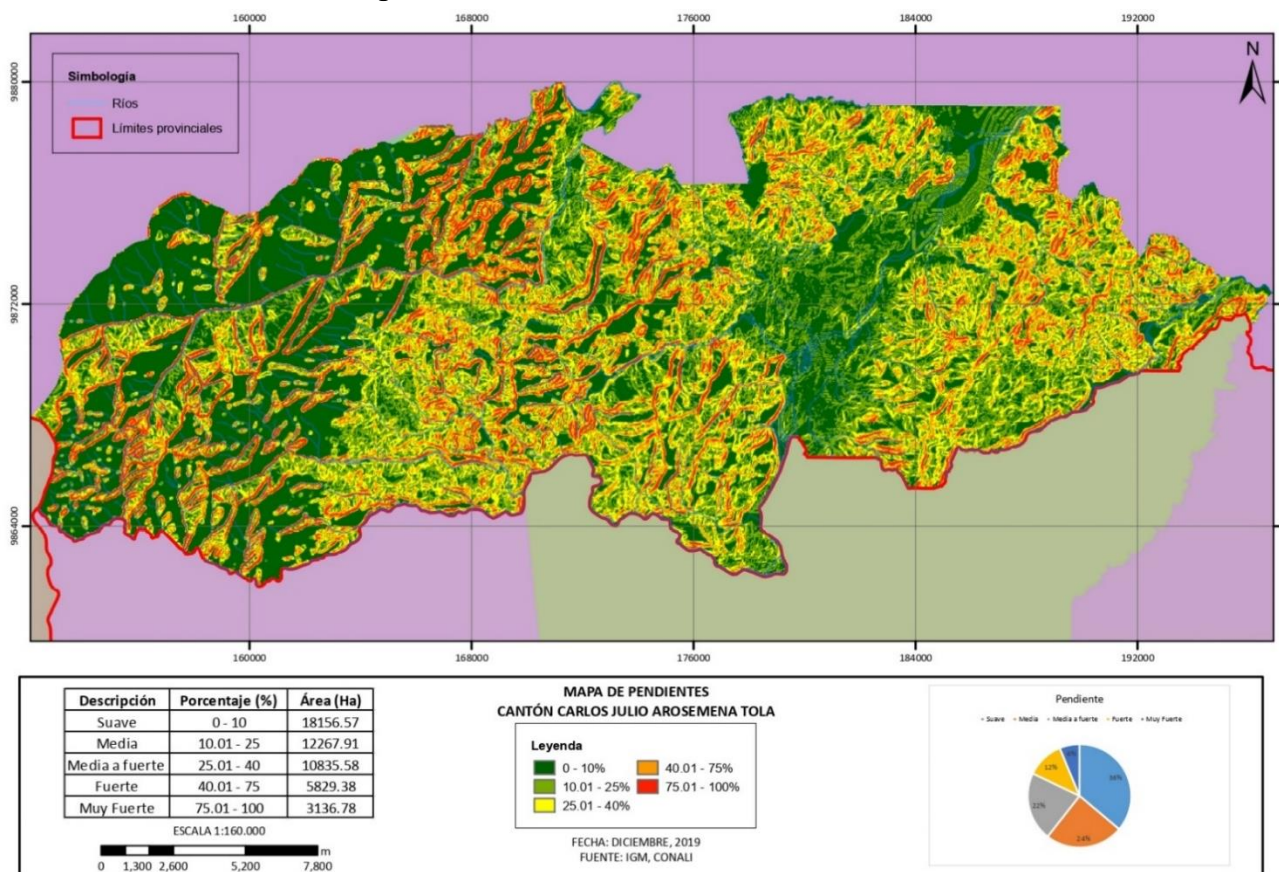 160000 168000 176000 184000 192000
9880000
9872000
9864000
N
Simbología
Ríos
Límites provinciales
160000 168000 176000 184000 192000
Descripción Porcentaje (%) Área (Ha)
Suave 0 - 10 18156.57
Media 10.01 - 25 12267.91
Media a fuerte 25.01 - 40 10835.58
Fuerte 40.01 - 75 5829.38
Muy Fuerte 75.01 - 100 3136.78
ESCALA 1:160.000
m
0 1,300 2,600 5,200 7,800
MAPA DE PENDIENTES
CANTÓN CARLOS JULIO AROSEMENA TOLA
Leyenda
0 - 10% 40.01 - 75%
10.01 - 25% 75.01 - 100%
25.01 - 40%
FECHA: DICIEMBRE, 2019
FUENTE: IGM, CONALI
Pendiente
Suave Media Media a fuerte Fuerte Muy Fuerte
6%
12%
36%
22%
24%